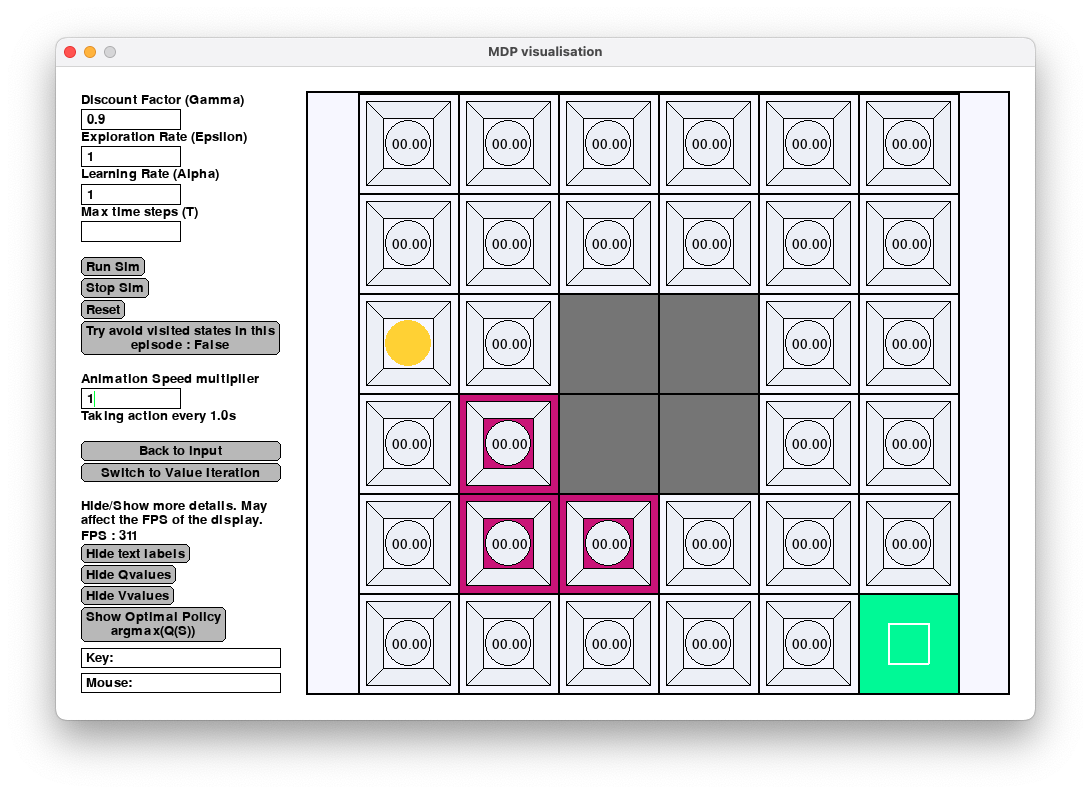 MDP visualisation
Discount Factor (Gamma)
0.9
Exploration Rate (Epsilon)
1
Learning Rate (Alpha)
1
Max time steps (T)
Run Sim
Stop Sim
Reset
Try avoid visited states in this
episode : False
Animation Speed multiplier
1
Taking action every 1.0s
Back to input
Switch to Value Iteration
Hide/Show more details. May
affect the FPS of the display.
FPS : 311
Hide text labels
Hide Qvalues
Hide Vvalues
Show Optimal Policy
argmax(Q(S))
Key:
Mouse:
00.00 00.00 00.00 00.00 00.00 00.00
00.00 00.00 00.00 00.00 00.00 00.00
00.00 00.00 00.00
00.00 00.00 00.00 00.00
00.00 00.00 00.00 00.00 00.00 00.00
00.00 00.00 00.00 00.00 00.00